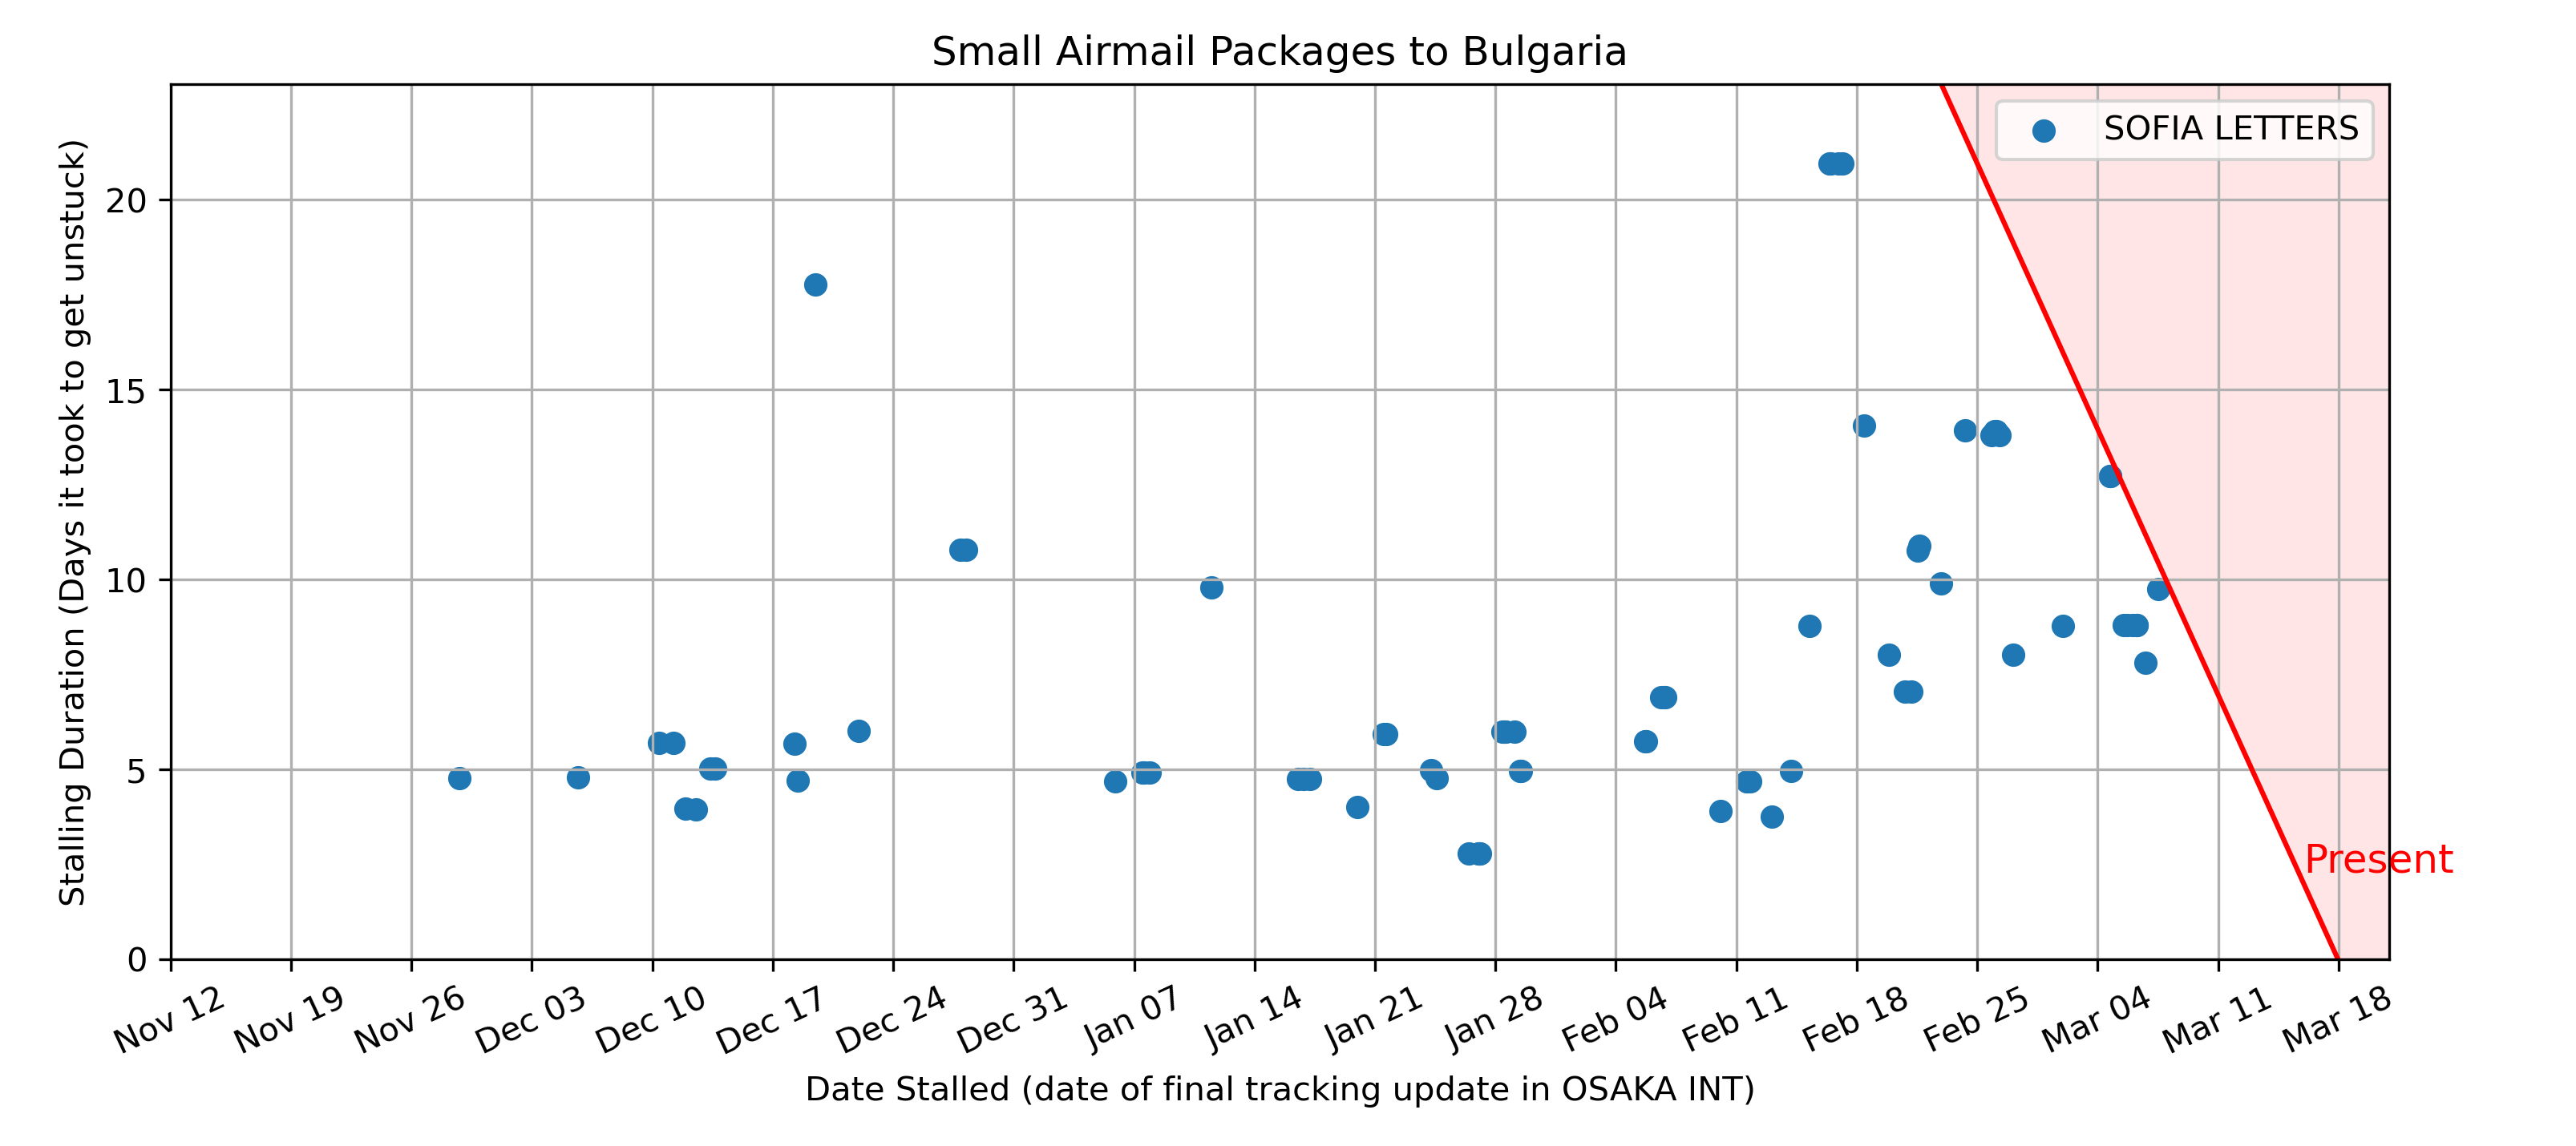 Small Airmail Packages to Bulgaria
SOFIA LETTERS
Stalling Duration (Days it took to get unstuck)
20
15
10
5
0
Present
Nov 12
Nov 19
Nov 26
Dec 03
Dec 10
Dec 17
Dec 24
Dec 31
Jan 07
Jan 14
Jan 21
Jan 28
Feb 04
Feb 11
Feb 18
Feb 25
Mar 04
Mar 11
Mar 18
Date Stalled (date of final tracking update in OSAKA INT)